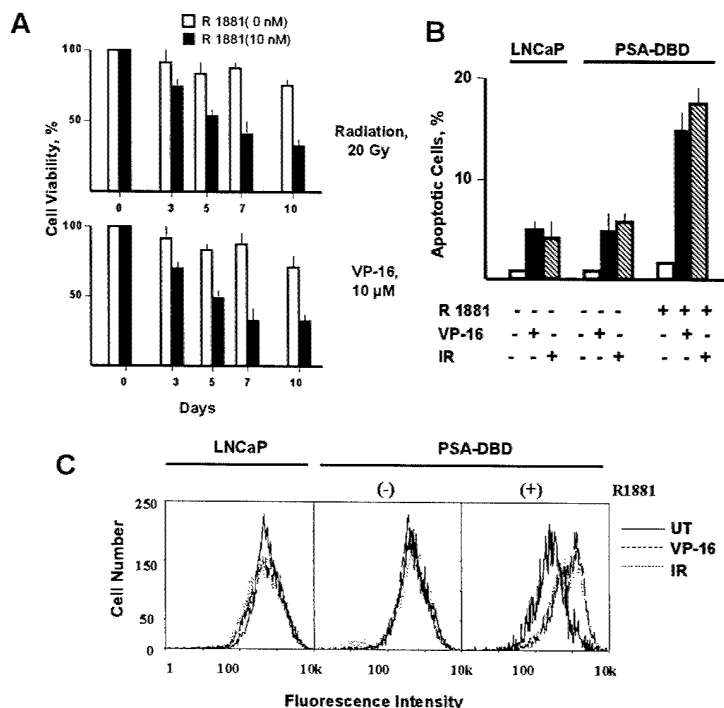 A
R 1881( 0 nM)
R 1881(10 nM)
100
50
0
3
5
7
10
Radiation,
20 Gy
Cell Viability, %
100
50
0
3
5
7
10
VP-16,
10 µM
Days
B
LNCaP
PSA-DBD
20
10
Apoptotic Cells, %
R 1881 - - - - - - + + +
VP-16 - + - - + - - + -
IR - - + - - + - - +
C
LNCaP
PSA-DBD
(-)
(+)
R1881
250
150
50
0
Cell Number
UT
VP-16
IR
1
100
10k
100
10k
100
10k
Fluorescence Intensity